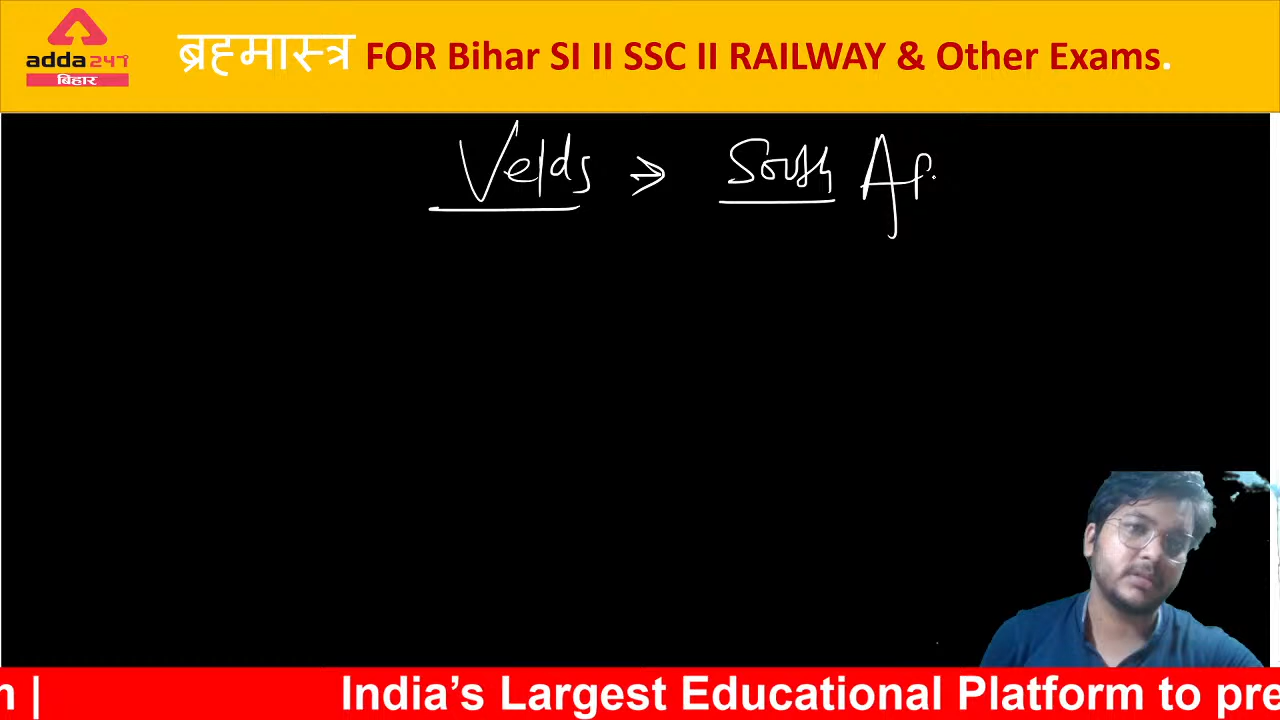 adda247
बिहार
ब्रह्मास्त्र FOR Bihar SI II SSC II RAILWAY & Other Exams.
Velds → South Af.
n | India's Largest Educational Platform to pre